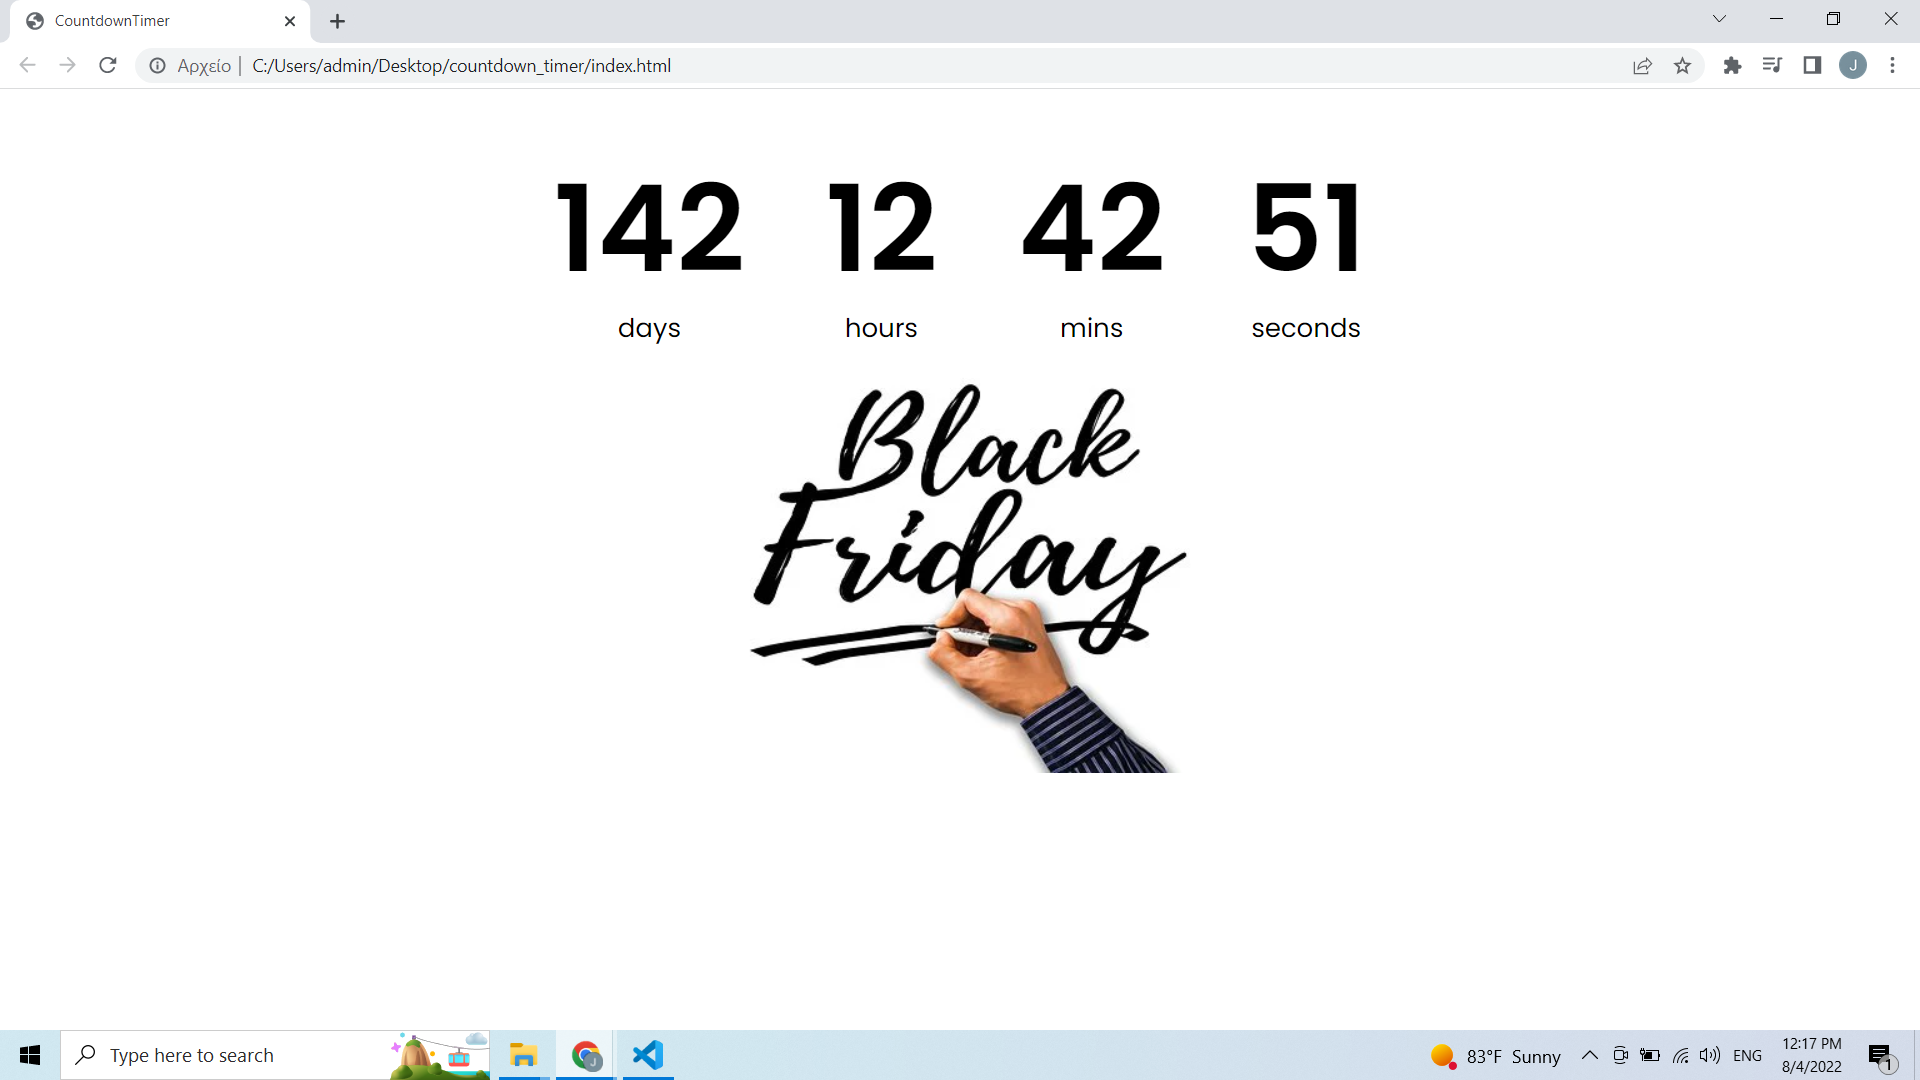 CountdownTimer
Αρχείο | C:/Users/admin/Desktop/countdown_timer/index.html
J
142 12 42 51
days hours mins seconds
Black
Friday
Type here to search
J
83°F Sunny
ENG
12:17 PM
8/4/2022
1